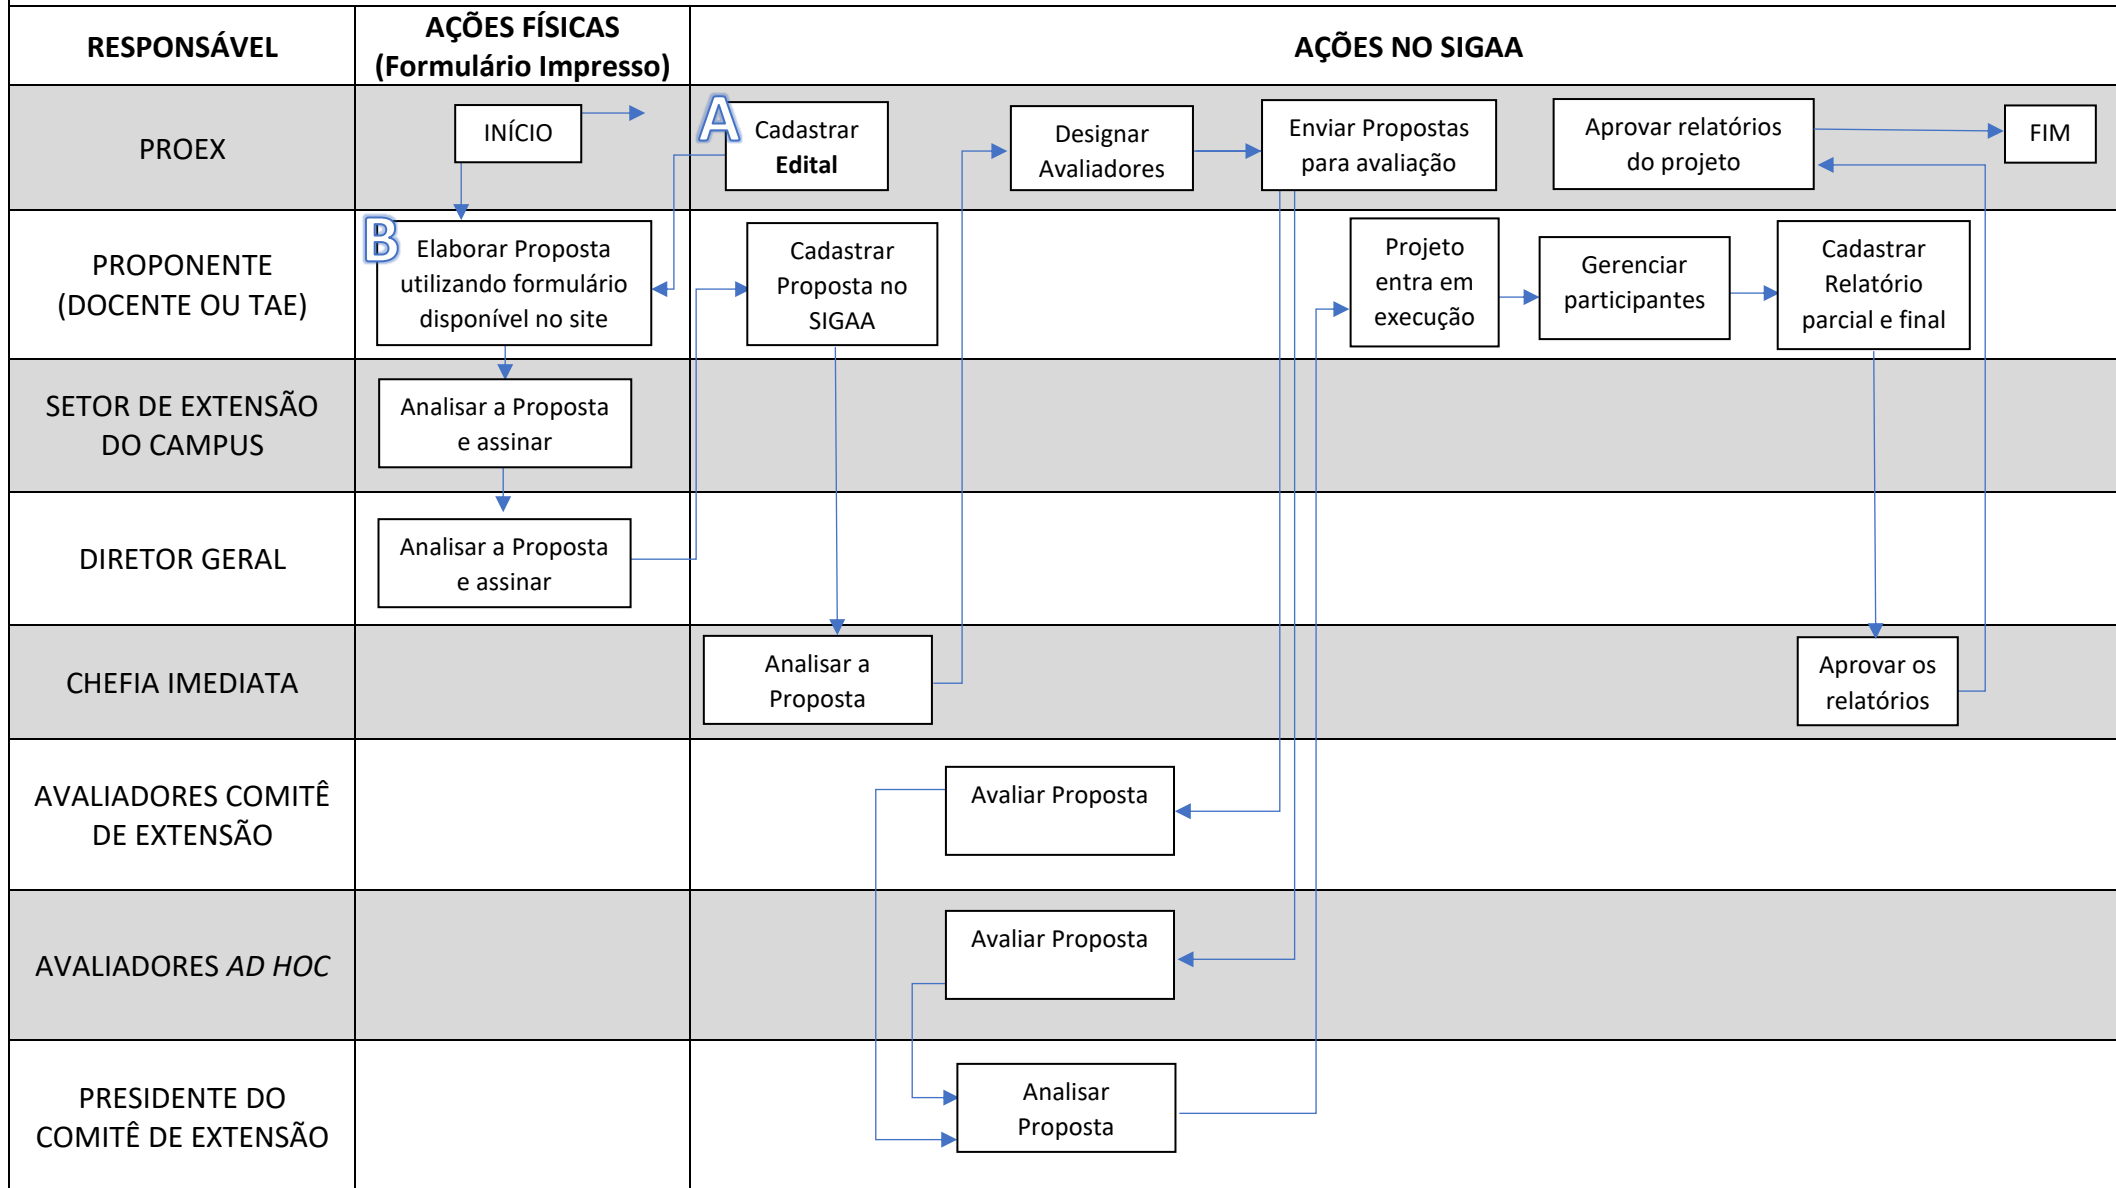 RESPONSÁVEL
AÇÕES FÍSICAS
(Formulário Impresso)
AÇÕES NO SIGAA
PROEX
INÍCIO
A
Cadastrar
Edital
Designar
Avaliadores
Enviar Propostas
para avaliação
Aprovar relatórios
do projeto
FIM
PROPONENTE
(DOCENTE OU TAE)
B
Elaborar Proposta
utilizando formulário
disponível no site
Cadastrar
Proposta no
SIGAA
Projeto
entra em
execução
Gerenciar
participantes
Cadastrar
Relatório
parcial e final
SETOR DE EXTENSÃO
DO CAMPUS
Analisar a Proposta
e assinar
DIRETOR GERAL
Analisar a Proposta
e assinar
CHEFIA IMEDIATA
Analisar a
Proposta
Aprovar os
relatórios
AVALIADORES COMITÊ
DE EXTENSÃO
Avaliar Proposta
AVALIADORES AD HOC
Avaliar Proposta
PRESIDENTE DO
COMITÊ DE EXTENSÃO
Analisar
Proposta